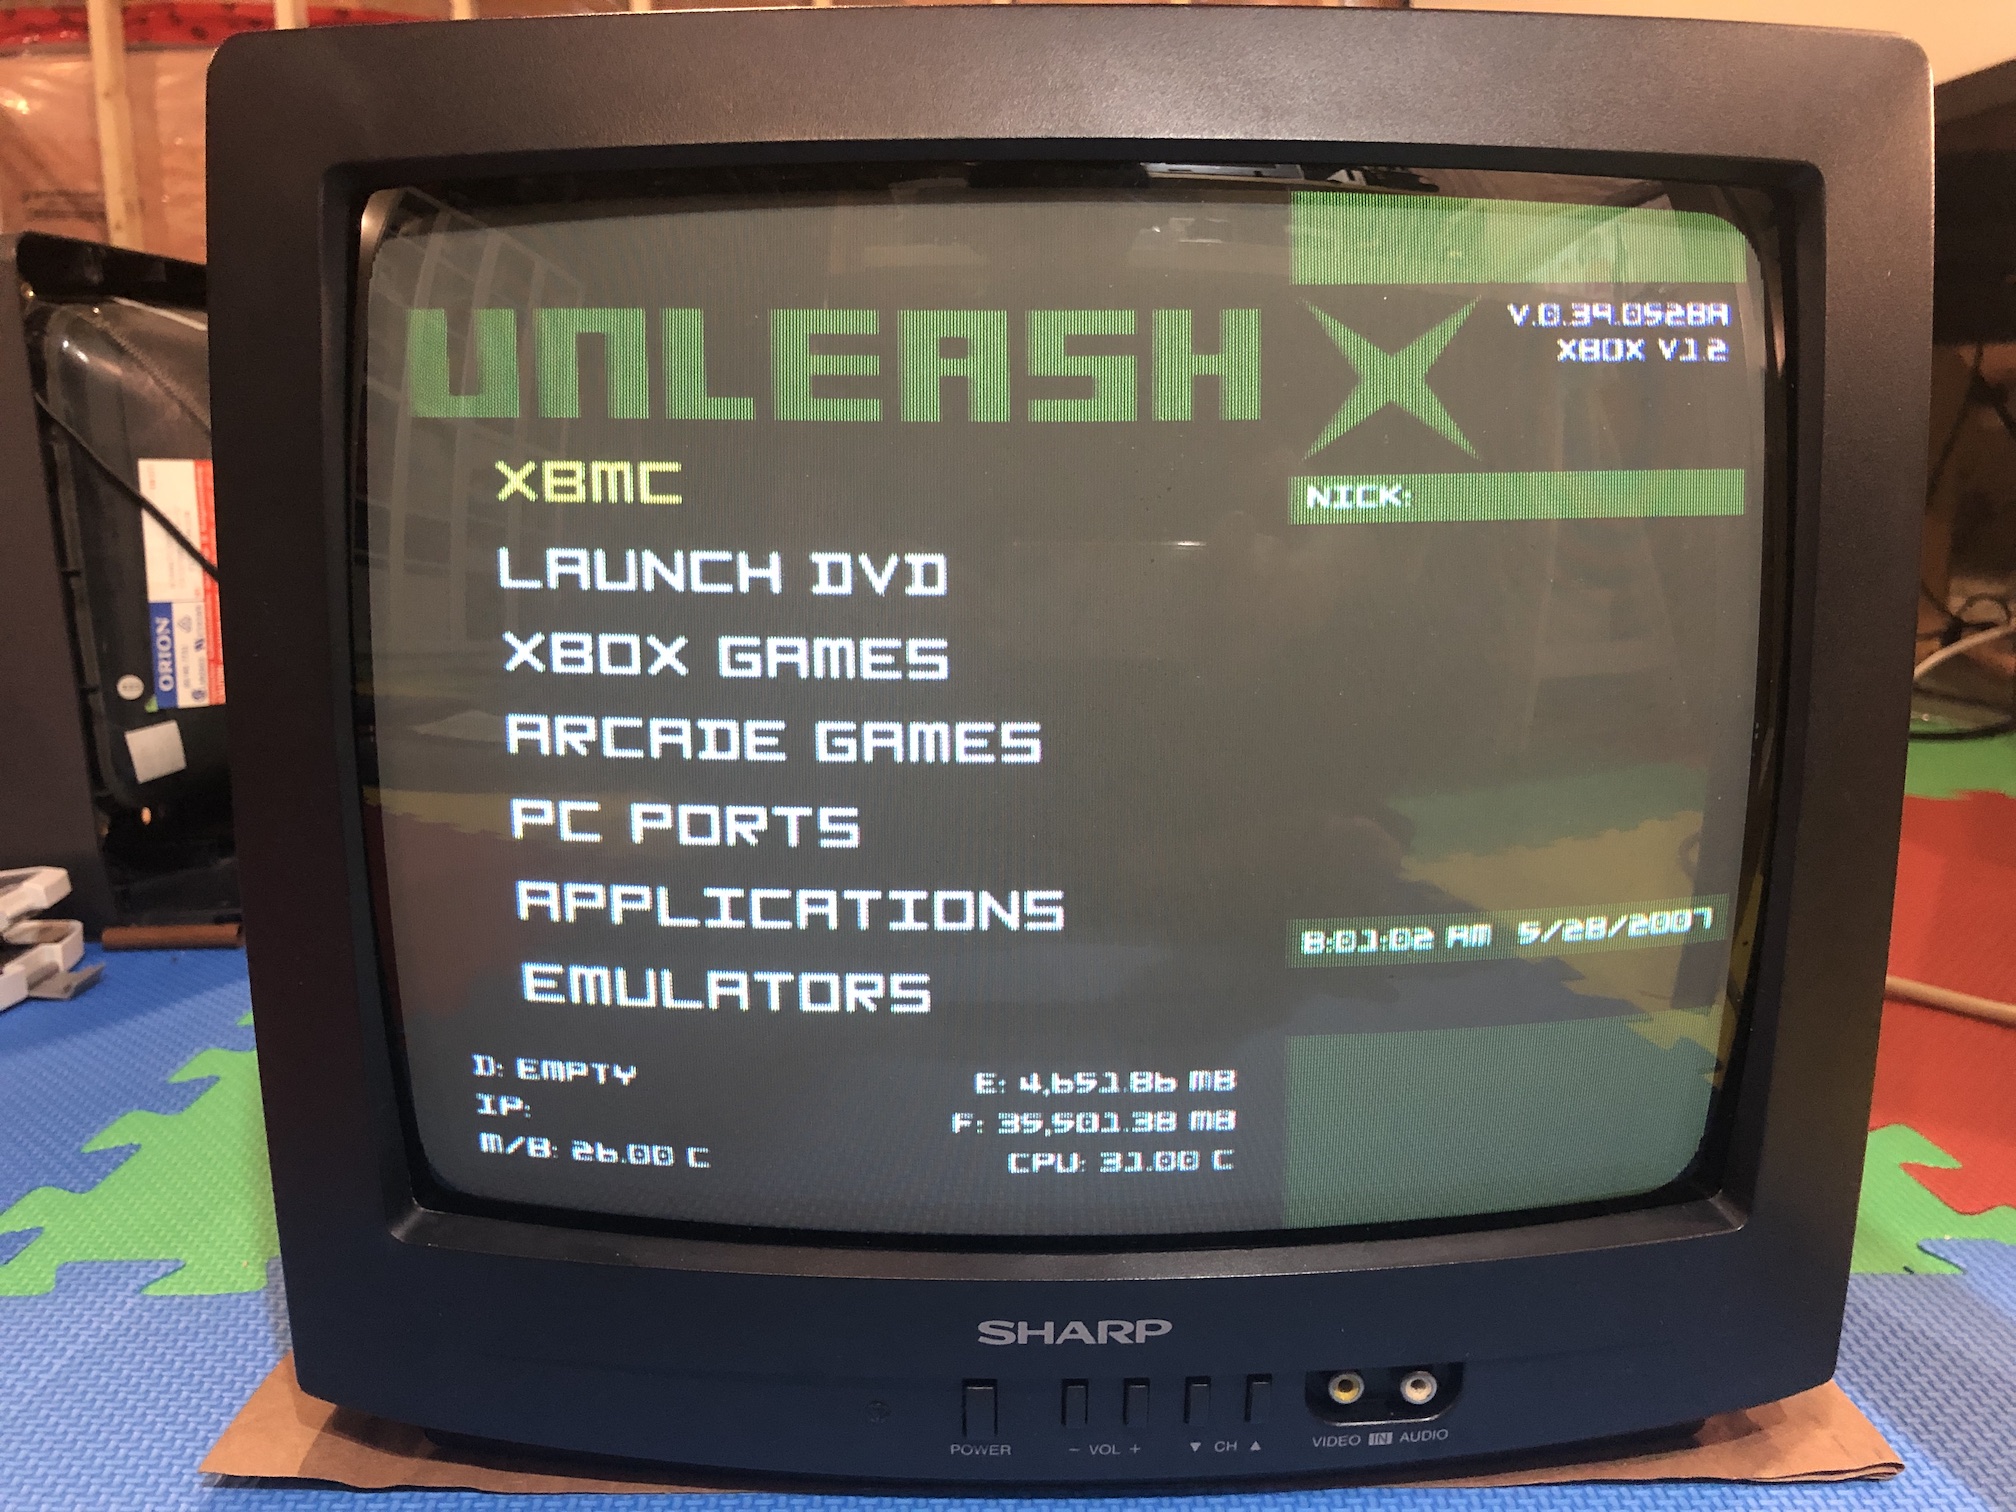 UNLEASH X
V.0.39.0528A
XBOX V1.2
XBMC
NICK:
LAUNCH DVD
XBOX GAMES
ARCADE GAMES
PC PORTS
APPLICATIONS
8:01:02 AM 5/28/2007
EMULATORS
D: EMPTY
E: 4,651.86 MB
IP:
F: 35,501.38 MB
M/B: 26.00 C
CPU: 31.00 C
SHARP
POWER
- VOL +
▼ CH ▲
VIDEO IN AUDIO
ORION